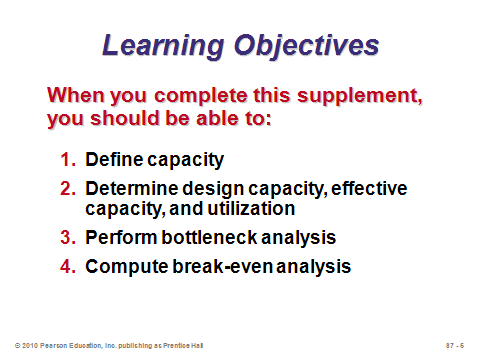 Learning Objectives
When you complete this supplement,
you should be able to:
1. Define capacity
2. Determine design capacity, effective
capacity, and utilization
3. Perform bottleneck analysis
4. Compute break-even analysis
© 2010 Pearson Education, Inc. publishing as Prentice Hall
S7 - 5